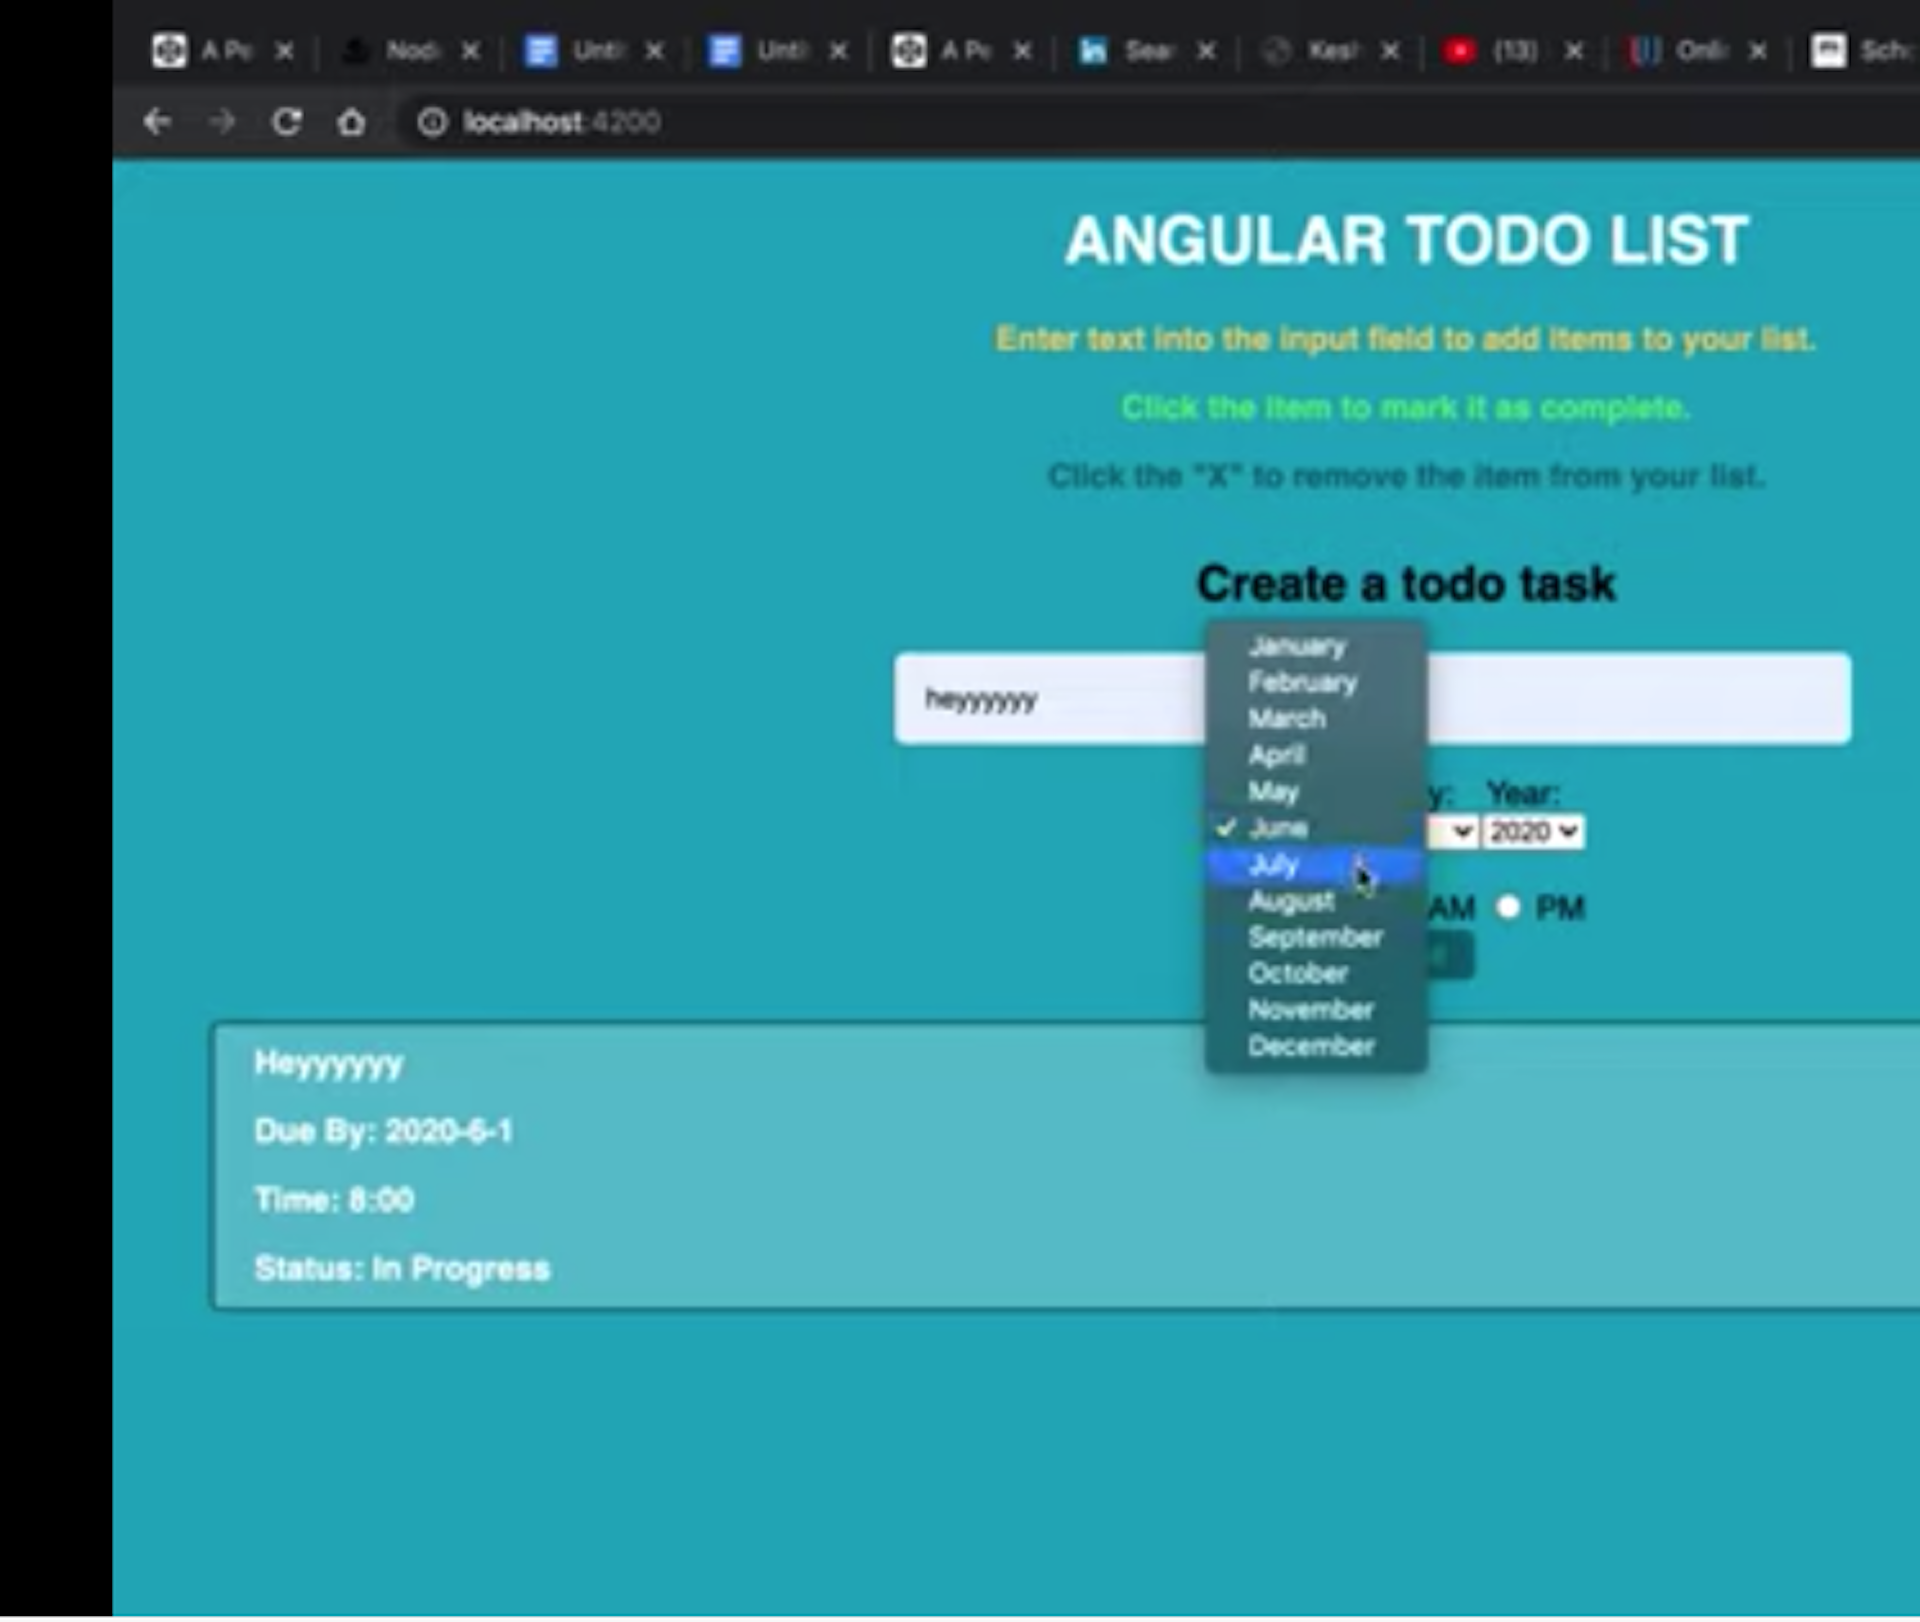 A Pe Nod Unti Unti A Pe Sea Kesh (13) Onli Sch
localhost:4200
ANGULAR TODO LIST
Enter text into the input field to add items to your list.
Click the item to mark it as complete.
Click the "X" to remove the item from your list.
Create a todo task
heyyyyyy
January
February
March
April
May
✓ June
July
August
September
October
November
December
y: Year:
2020
AM PM
Heyyyyyy
Due By: 2020-6-1
Time: 8:00
Status: In Progress